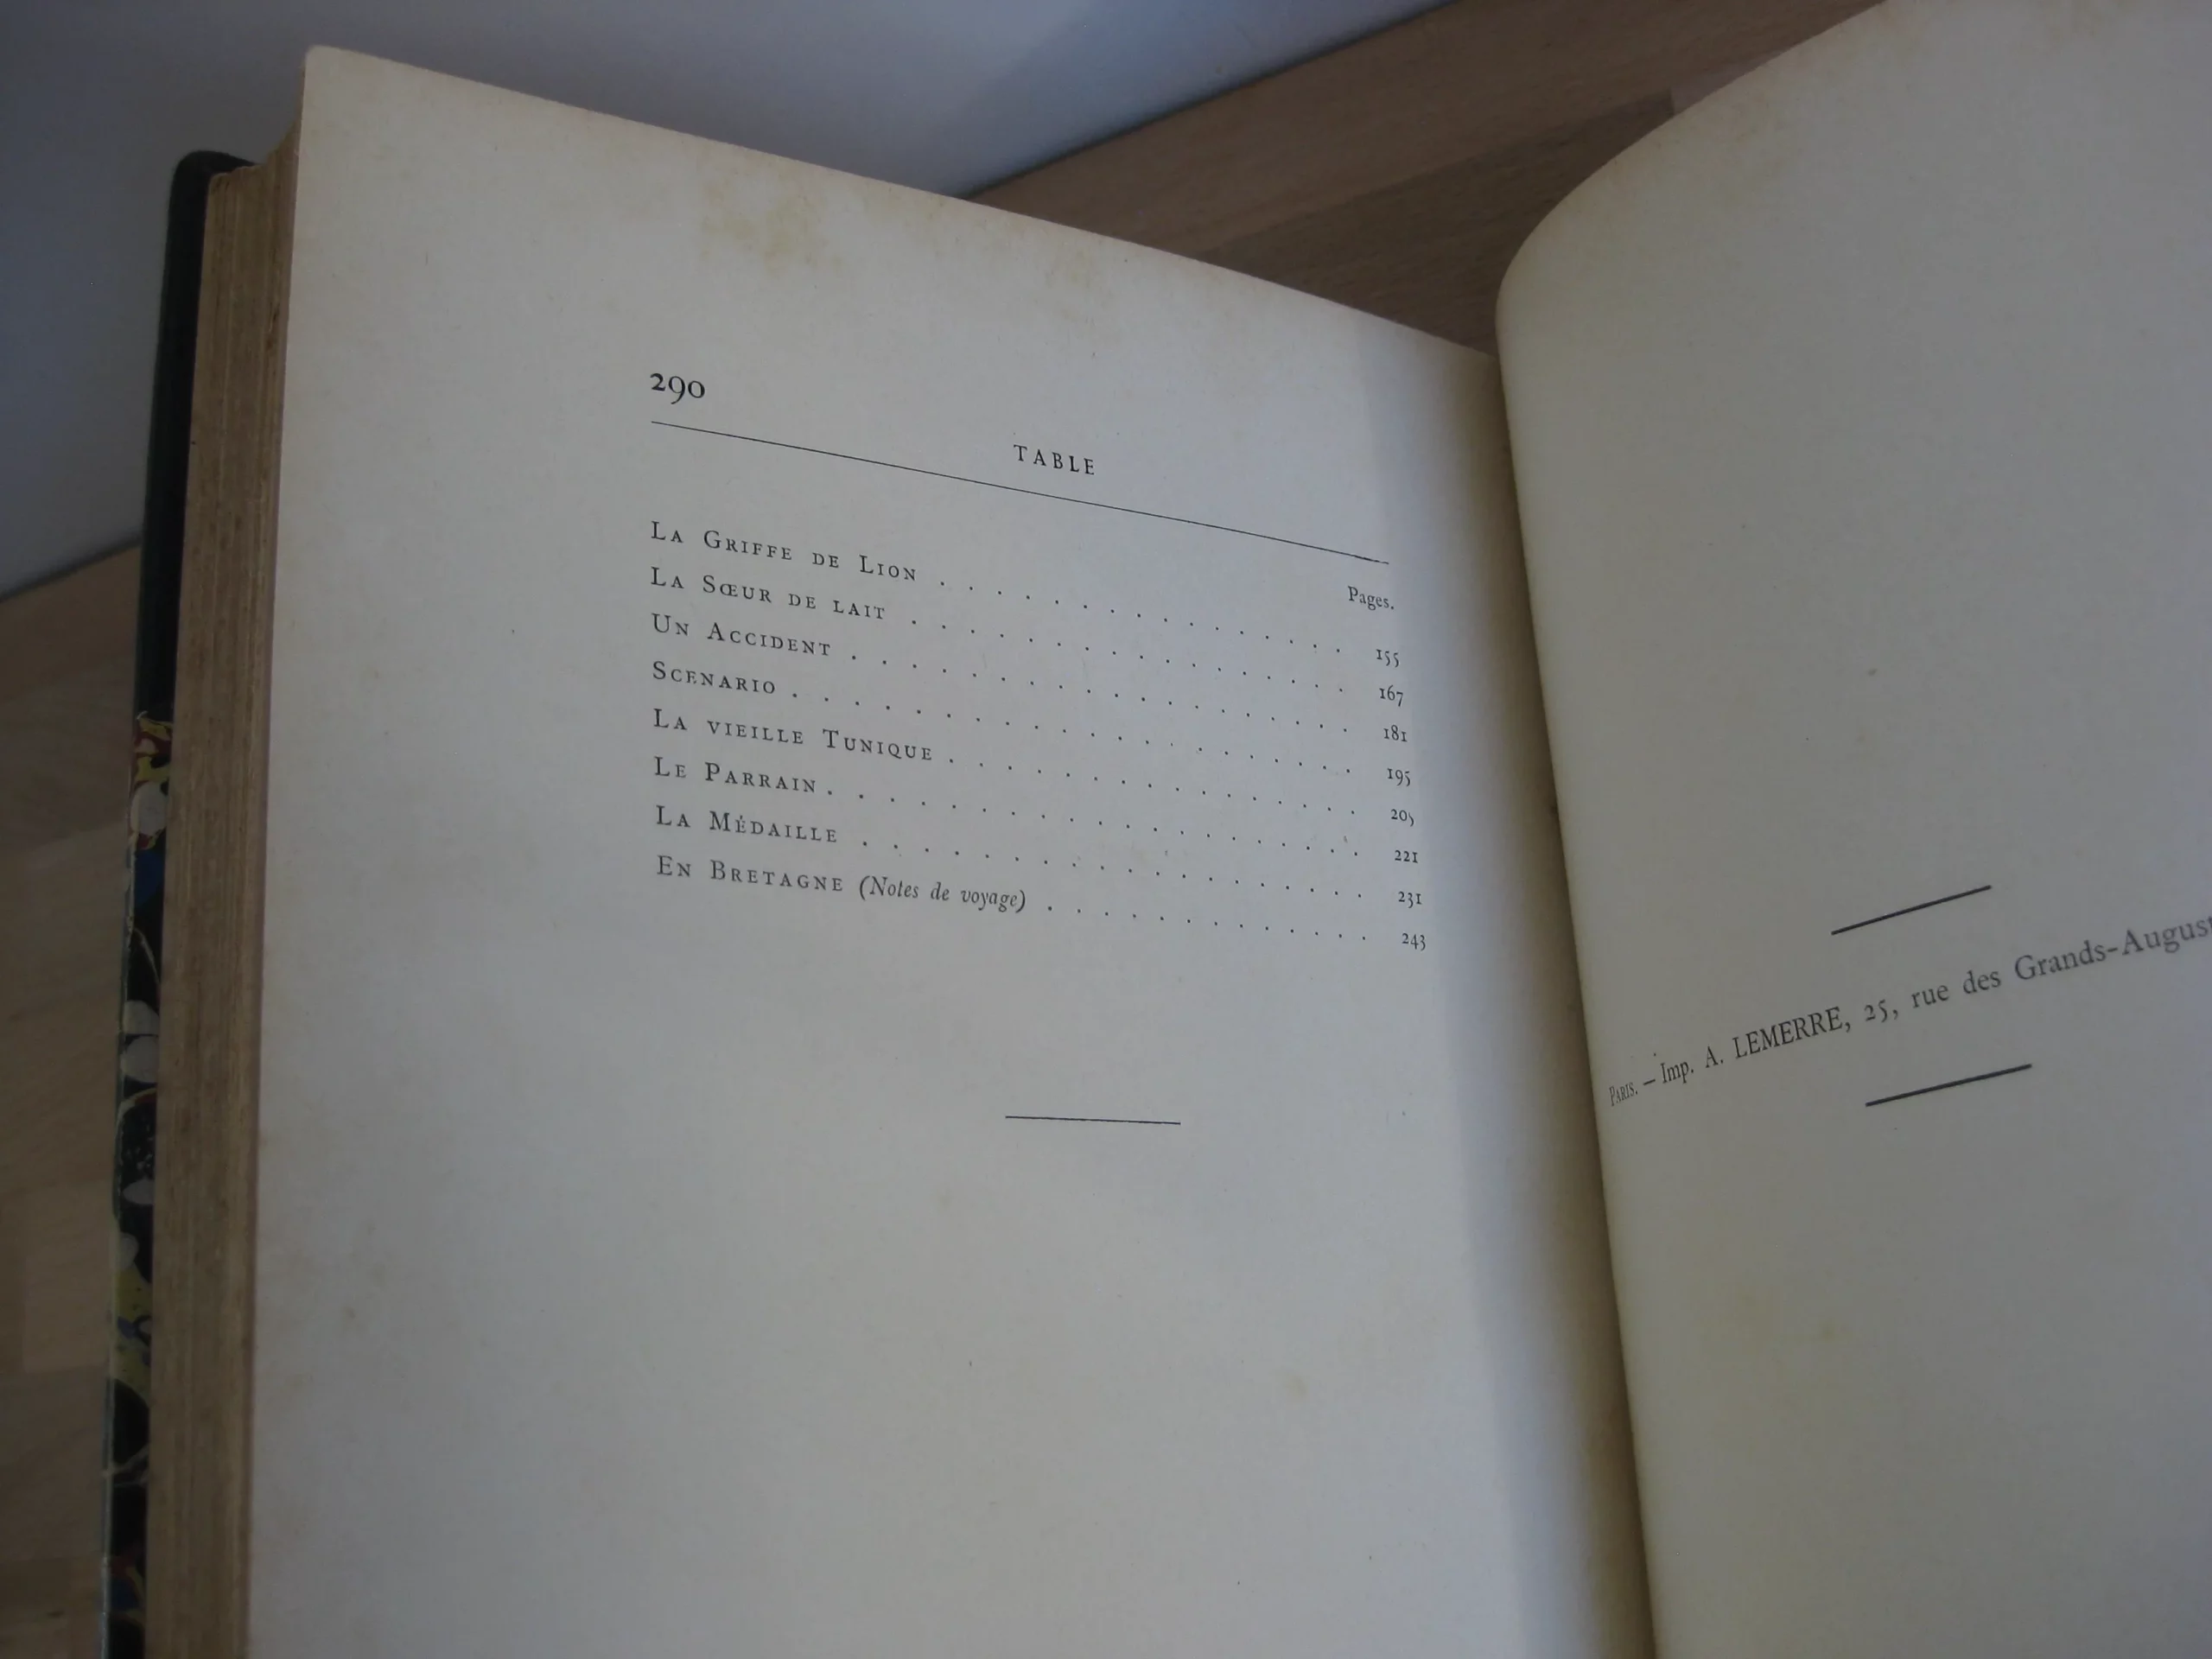 290
TABLE
Pages.
La Griffe de Lion . . . . . . . . . . . . . . . 155
La Sœur de lait . . . . . . . . . . . . . . . . 167
Un Accident . . . . . . . . . . . . . . . . . . 181
Scenario . . . . . . . . . . . . . . . . . . . . 195
La vieille Tunique . . . . . . . . . . . . . . . 205
Le Parrain . . . . . . . . . . . . . . . . . . . 221
La Médaille . . . . . . . . . . . . . . . . . . 231
En Bretagne (Notes de voyage) . . . . . . . . . . . . 243
Paris. — Imp. A. LEMERRE, 25, rue des Grands-August